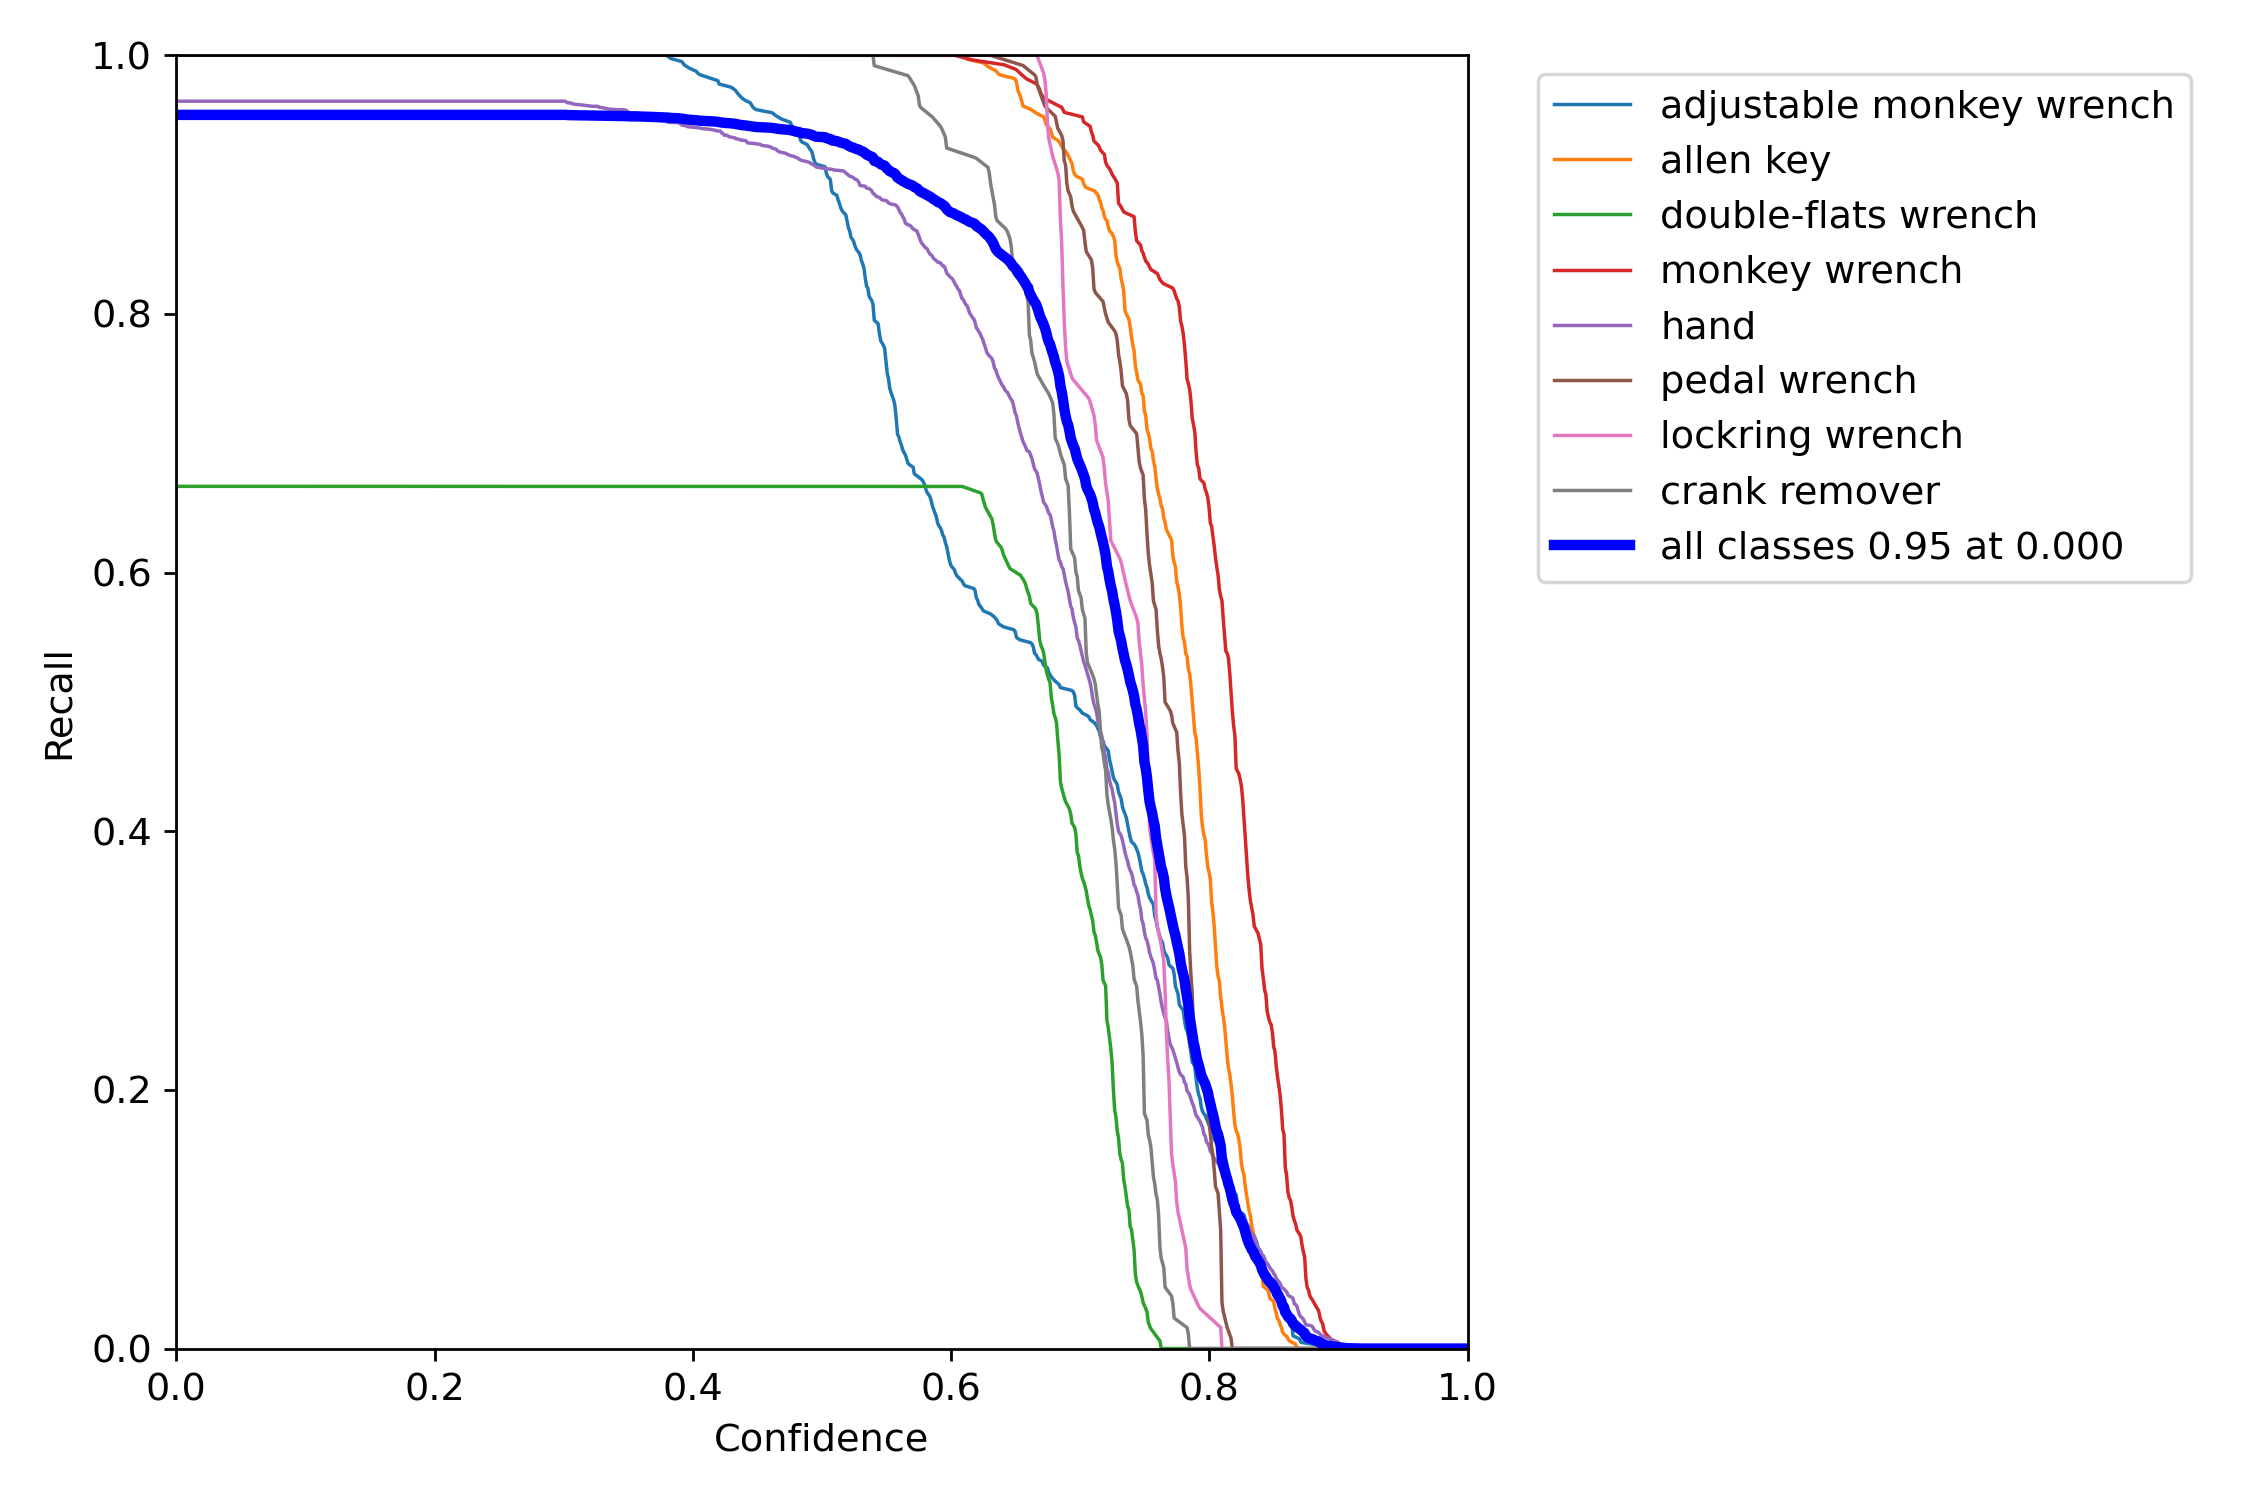 1.0
0.8
0.6
0.4
0.2
0.0
Recall
0.0 0.2 0.4 0.6 0.8 1.0
Confidence
adjustable monkey wrench
allen key
double-flats wrench
monkey wrench
hand
pedal wrench
lockring wrench
crank remover
all classes 0.95 at 0.000